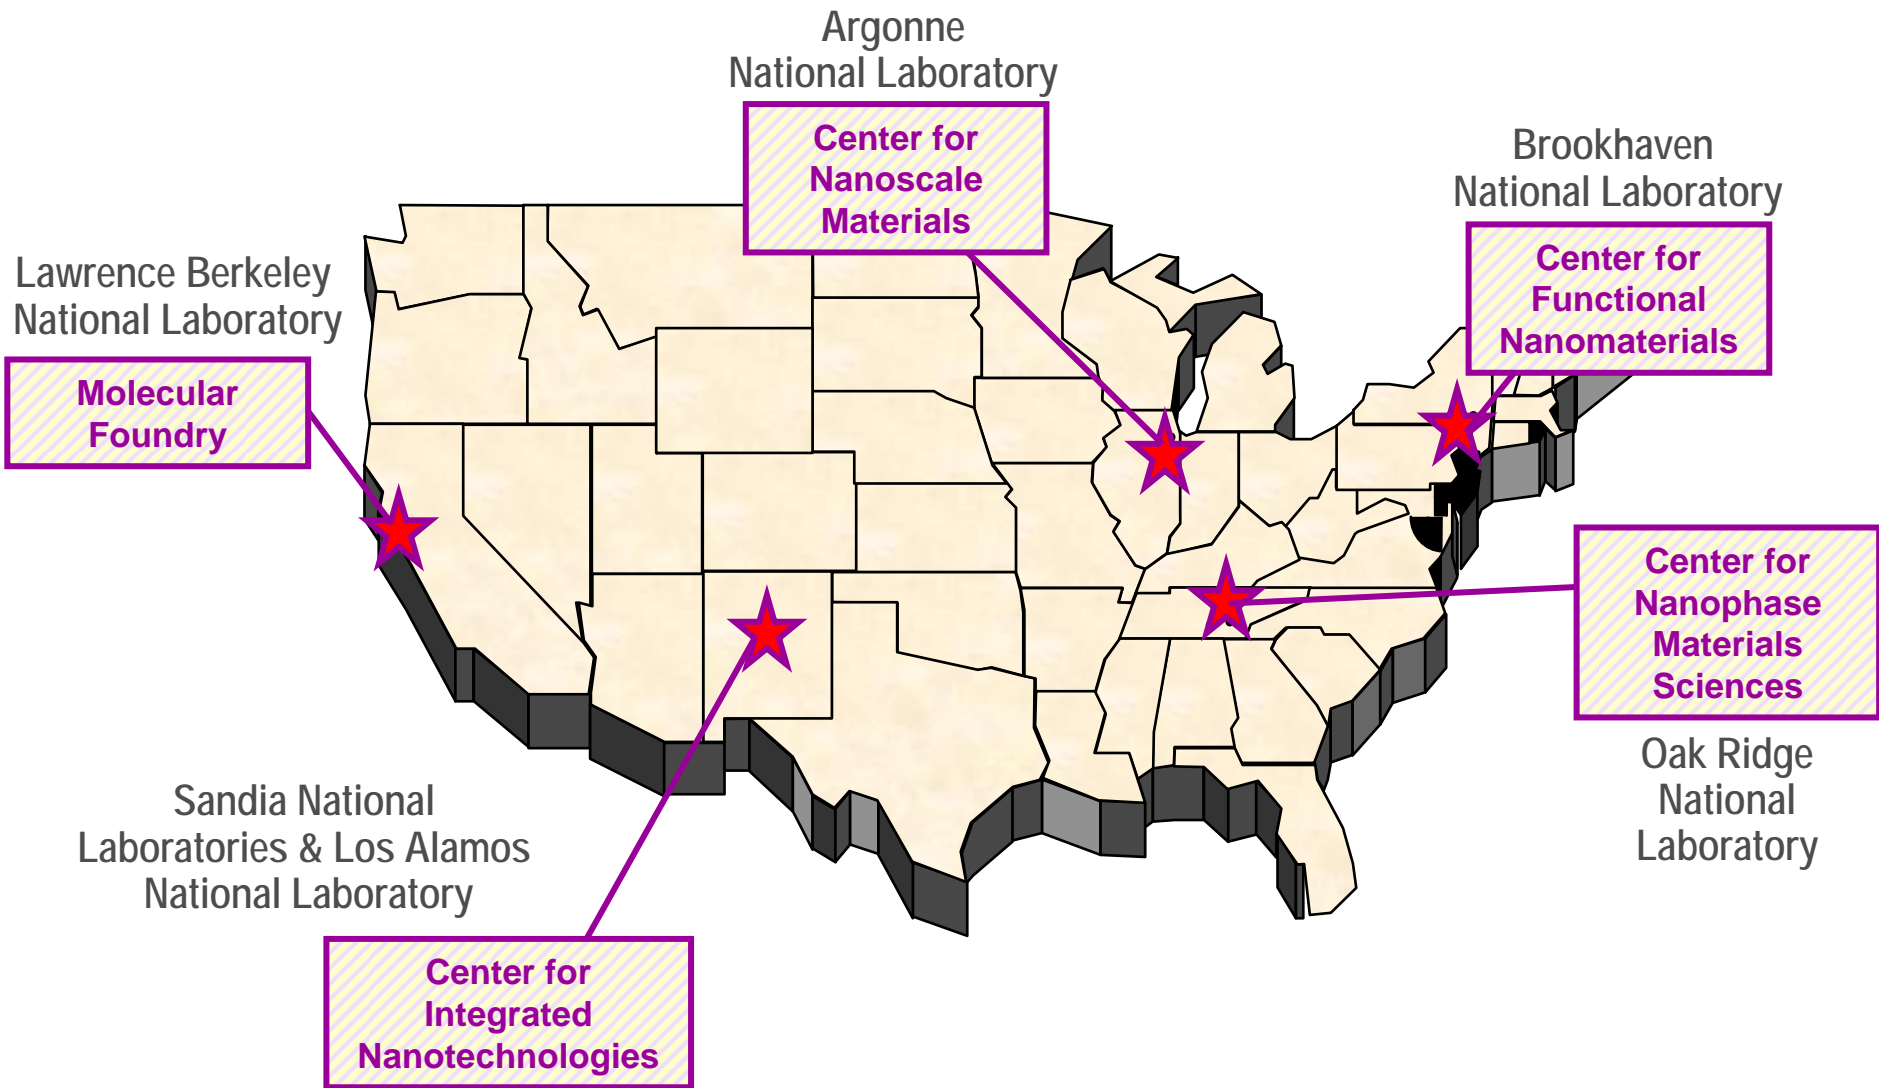 Argonne
National Laboratory
Center for
Nanoscale
Materials
Brookhaven
National Laboratory
Center for
Functional
Nanomaterials
Lawrence Berkeley
National Laboratory
Molecular
Foundry
Center for
Nanophase
Materials
Sciences
Oak Ridge
National
Laboratory
Sandia National
Laboratories & Los Alamos
National Laboratory
Center for
Integrated
Nanotechnologies